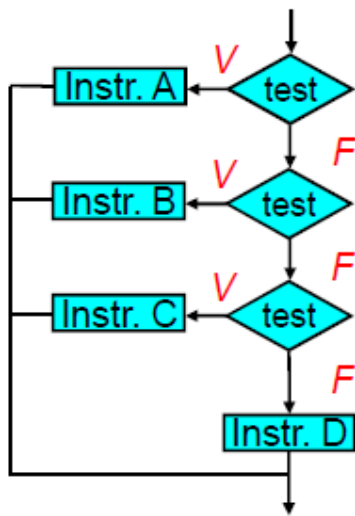 V
Instr. A
test
F
V
Instr. B
test
F
V
Instr. C
test
F
Instr. D